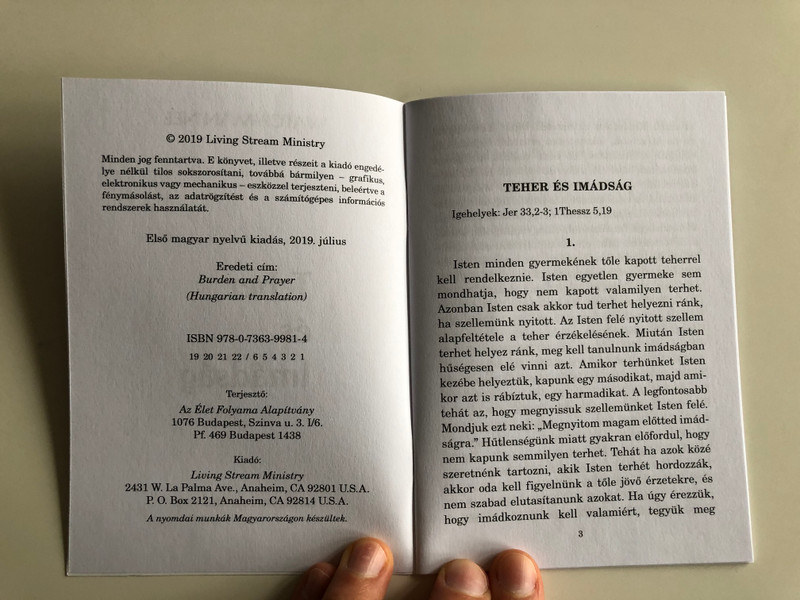 © 2019 Living Stream Ministry
Minden jog fenntartva. E könyvet, illetve részeit a kiadó engedé-
lye nélkül tilos sokszorosítani, továbbá bármilyen – grafikus,
elektronikus vagy mechanikus – eszközzel terjeszteni, beleértve a
fénymásolást, az adatrögzítést és a számítógépes információs
rendszerek használatát.
Első magyar nyelvű kiadás, 2019. július
Eredeti cím:
Burden and Prayer
(Hungarian translation)
ISBN 978-0-7363-9981-4
19 20 21 22 / 6 5 4 3 2 1
Terjesztő:
Az Élet Folyama Alapítvány
1076 Budapest, Szinva u. 3. I/6.
Pf. 469 Budapest 1438
Kiadó:
Living Stream Ministry
2431 W. La Palma Ave., Anaheim, CA 92801 U.S.A.
P. O. Box 2121, Anaheim, CA 92814 U.S.A.
A nyomdai munkák Magyarországon készültek.
TEHER ÉS IMÁDSÁG
Igehelyek: Jer 33,2-3; 1Thessz 5,19
1.
Isten minden gyermekének tőle kapott teherrel
kell rendelkeznie. Isten egyetlen gyermeke sem
mondhatja, hogy nem kapott valamilyen terhet.
Azonban Isten csak akkor tud terhet helyezni ránk,
ha szellemünk nyitott. Az Isten felé nyitott szellem
alapfeltétele a teher érzékelésének. Miután Isten
terhet helyez ránk, meg kell tanulnunk imádságban
hűségesen elé vinni azt. Amikor terhünket Isten
kezébe helyeztük, kapunk egy másodikat, majd ami-
kor azt is rábíztuk, egy harmadikat. A legfontosabb
tehát az, hogy megnyissuk szellemünket Isten felé.
Mondjuk ezt neki: „Megnyitom magam előtted imád-
ságra.” Hűtlenségünk miatt gyakran előfordul, hogy
nem kapunk semmilyen terhet. Tehát ha azok közé
szeretnénk tartozni, akik Isten terhét hordozzák,
akkor oda kell figyelnünk a tőle jövő érzetekre, és
nem szabad elutasítanunk azokat. Ha úgy érezzük,
hogy imádkoznunk kell valamiért, tegyük meg
3